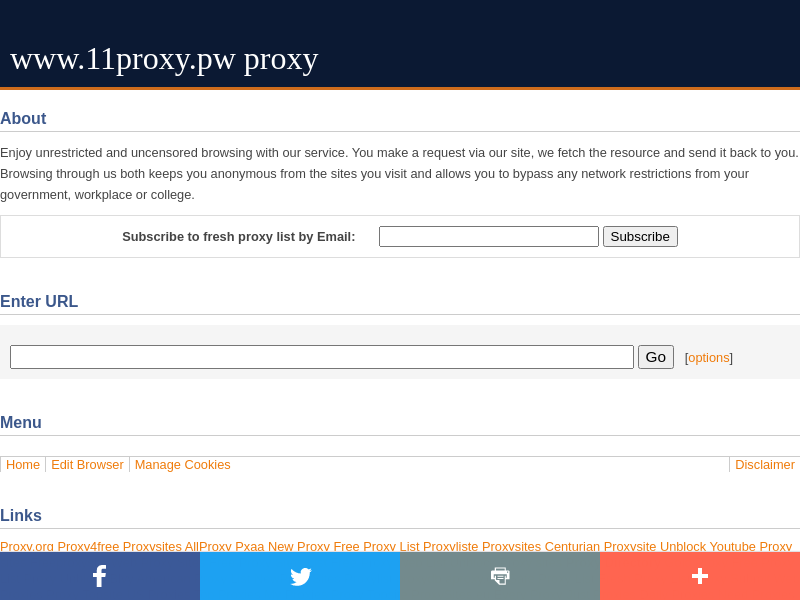 www.11proxy.pw proxy
About
Enjoy unrestricted and uncensored browsing with our service. You make a request via our site, we fetch the resource and send it back to you.
Browsing through us both keeps you anonymous from the sites you visit and allows you to bypass any network restrictions from your
government, workplace or college.
Subscribe to fresh proxy list by Email: Subscribe
Enter URL
Go [options]
Menu
Home Edit Browser Manage Cookies Disclaimer
Links
Proxy.org Proxy4free Proxysites AllProxy Pxaa New Proxy Free Proxy List Proxyliste Proxysites Centurian Proxysite Unblock Youtube Proxy